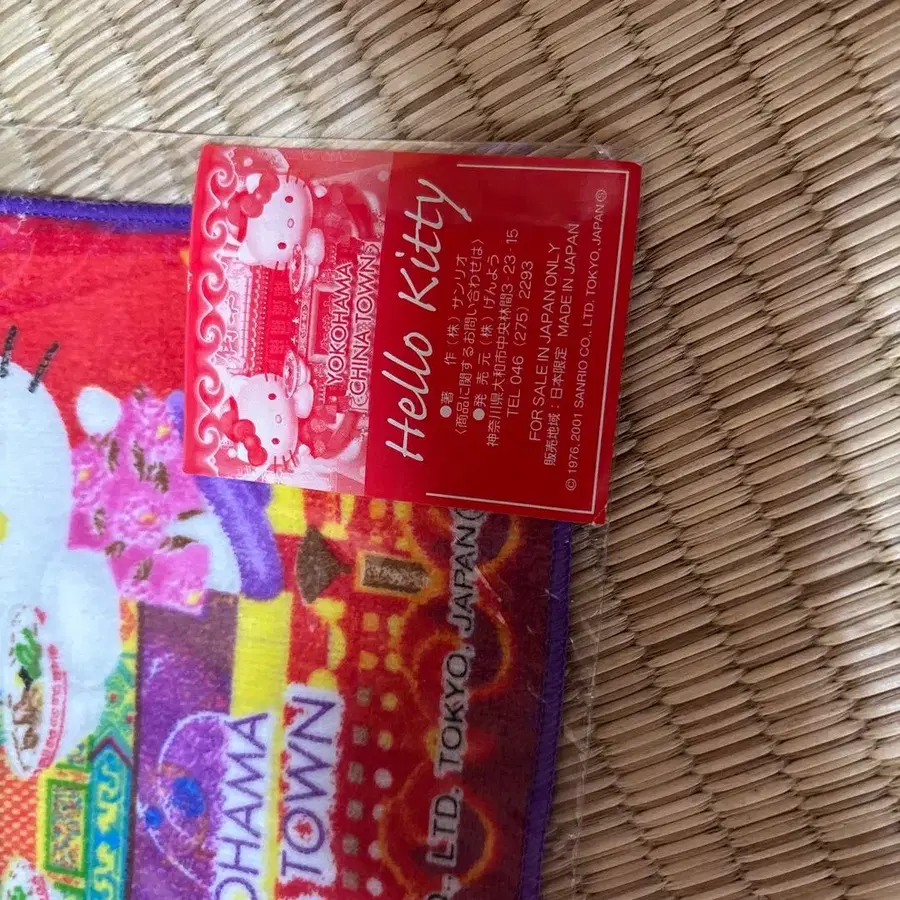 YOKOHAMA
CHINA TOWN
Hello Kitty
●著　作（株）サンリオ
〈商品に関するお問い合わせは〉
●発売元（株）げんよう
神奈川県大和市中央林間3-23-15
TEL 046 (275) 2293
FOR SALE IN JAPAN ONLY
販売地域：日本限定 MADE IN JAPAN
© 1976, 2001 SANRIO CO., LTD. TOKYO, JAPAN Ⓢ
OHAMA
TOWN
O., LTD. TOKYO, JAPAN